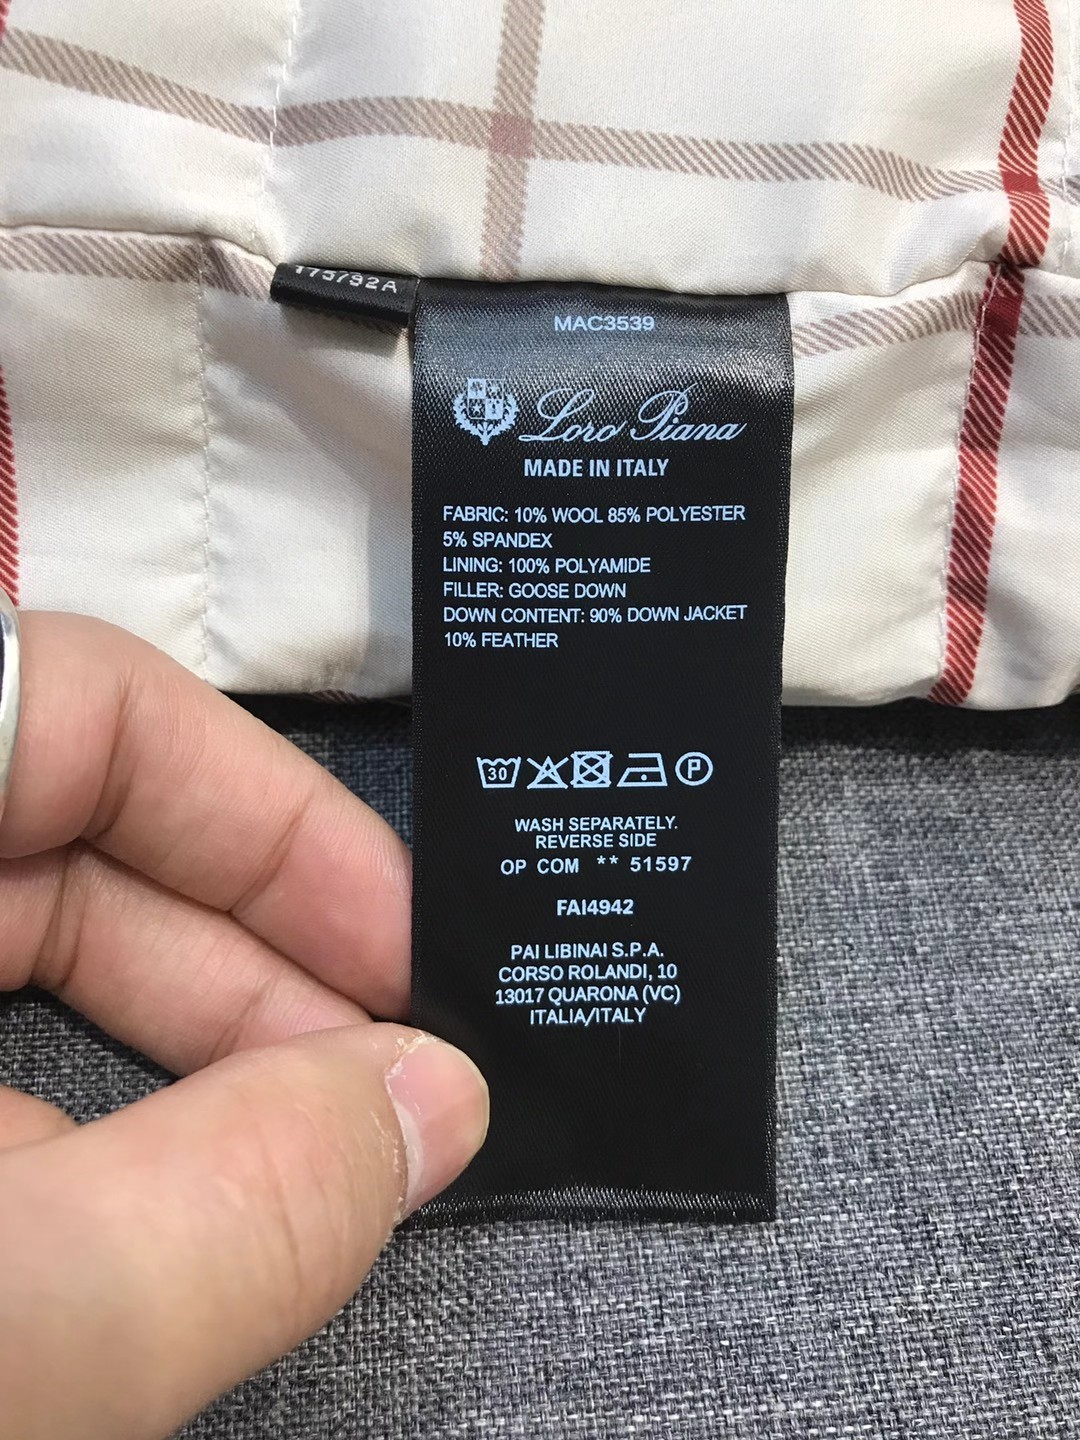 175792A
MAC3539
Loro Piana
MADE IN ITALY
FABRIC: 10% WOOL 85% POLYESTER
5% SPANDEX
LINING: 100% POLYAMIDE
FILLER: GOOSE DOWN
DOWN CONTENT: 90% DOWN JACKET
10% FEATHER
30 P
WASH SEPARATELY.
REVERSE SIDE
OP COM ** 51597
FAI4942
PAI LIBINAI S.P.A.
CORSO ROLANDI, 10
13017 QUARONA (VC)
ITALIA/ITALY